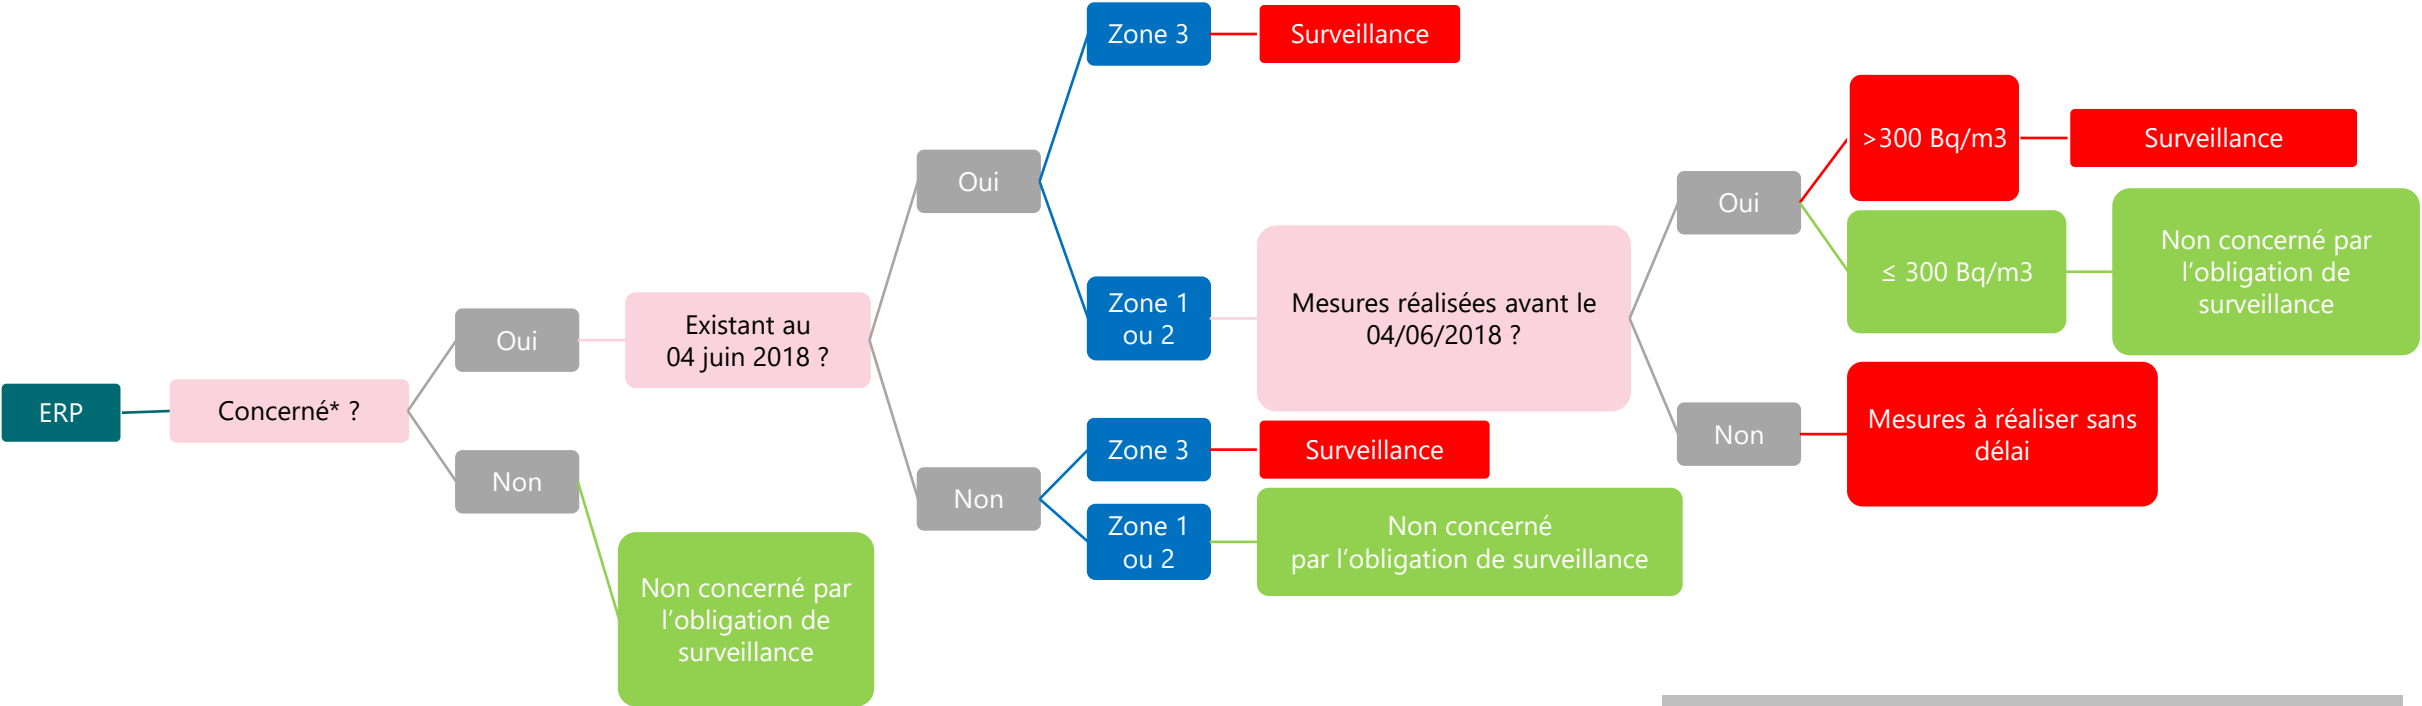 ERP
Concerné* ?
Oui
Non
Non concerné par
l’obligation de
surveillance
Existant au
04 juin 2018 ?
Oui
Zone 3
Surveillance
Zone 1
ou 2
Mesures réalisées avant le
04/06/2018 ?
Oui
>300 Bq/m3
Surveillance
≤ 300 Bq/m3
Non concerné par
l’obligation de
surveillance
Non
Mesures à réaliser sans
délai
Non
Zone 3
Surveillance
Zone 1
ou 2
Non concerné
par l’obligation de surveillance